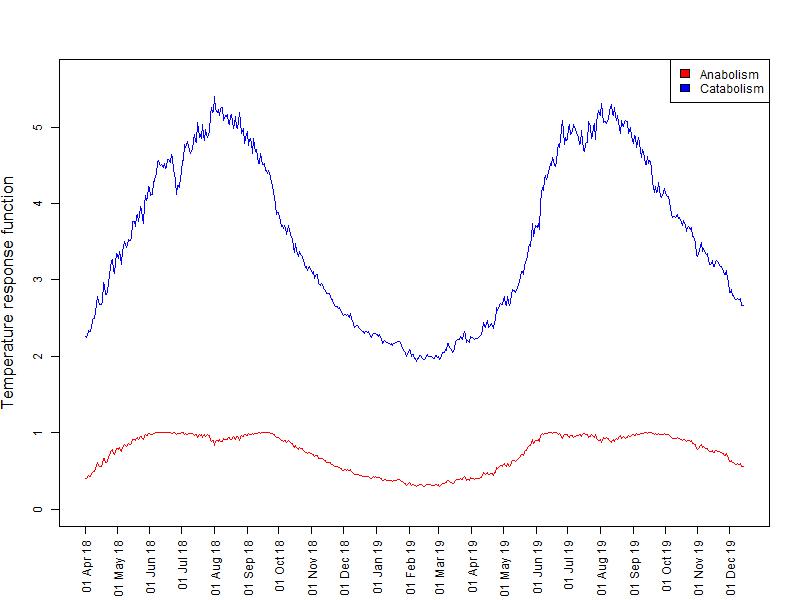 Anabolism
Catabolism
Temperature response function
5
4
3
2
1
0
01 Apr 18
01 May 18
01 Jun 18
01 Jul 18
01 Aug 18
01 Sep 18
01 Oct 18
01 Nov 18
01 Dec 18
01 Jan 19
01 Feb 19
01 Mar 19
01 Apr 19
01 May 19
01 Jun 19
01 Jul 19
01 Aug 19
01 Sep 19
01 Oct 19
01 Nov 19
01 Dec 19